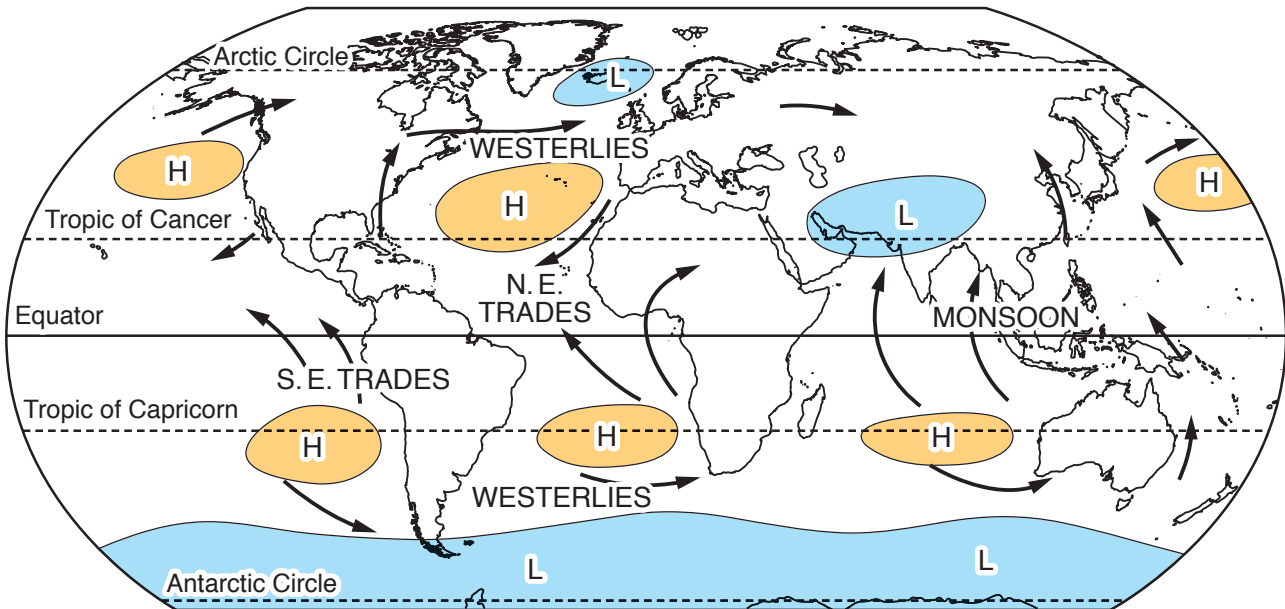 Arctic Circle
L
WESTERLIES
H
H
H
Tropic of Cancer
L
N. E.
TRADES
Equator
MONSOON
S. E. TRADES
Tropic of Capricorn
H
H
H
WESTERLIES
L
L
Antarctic Circle